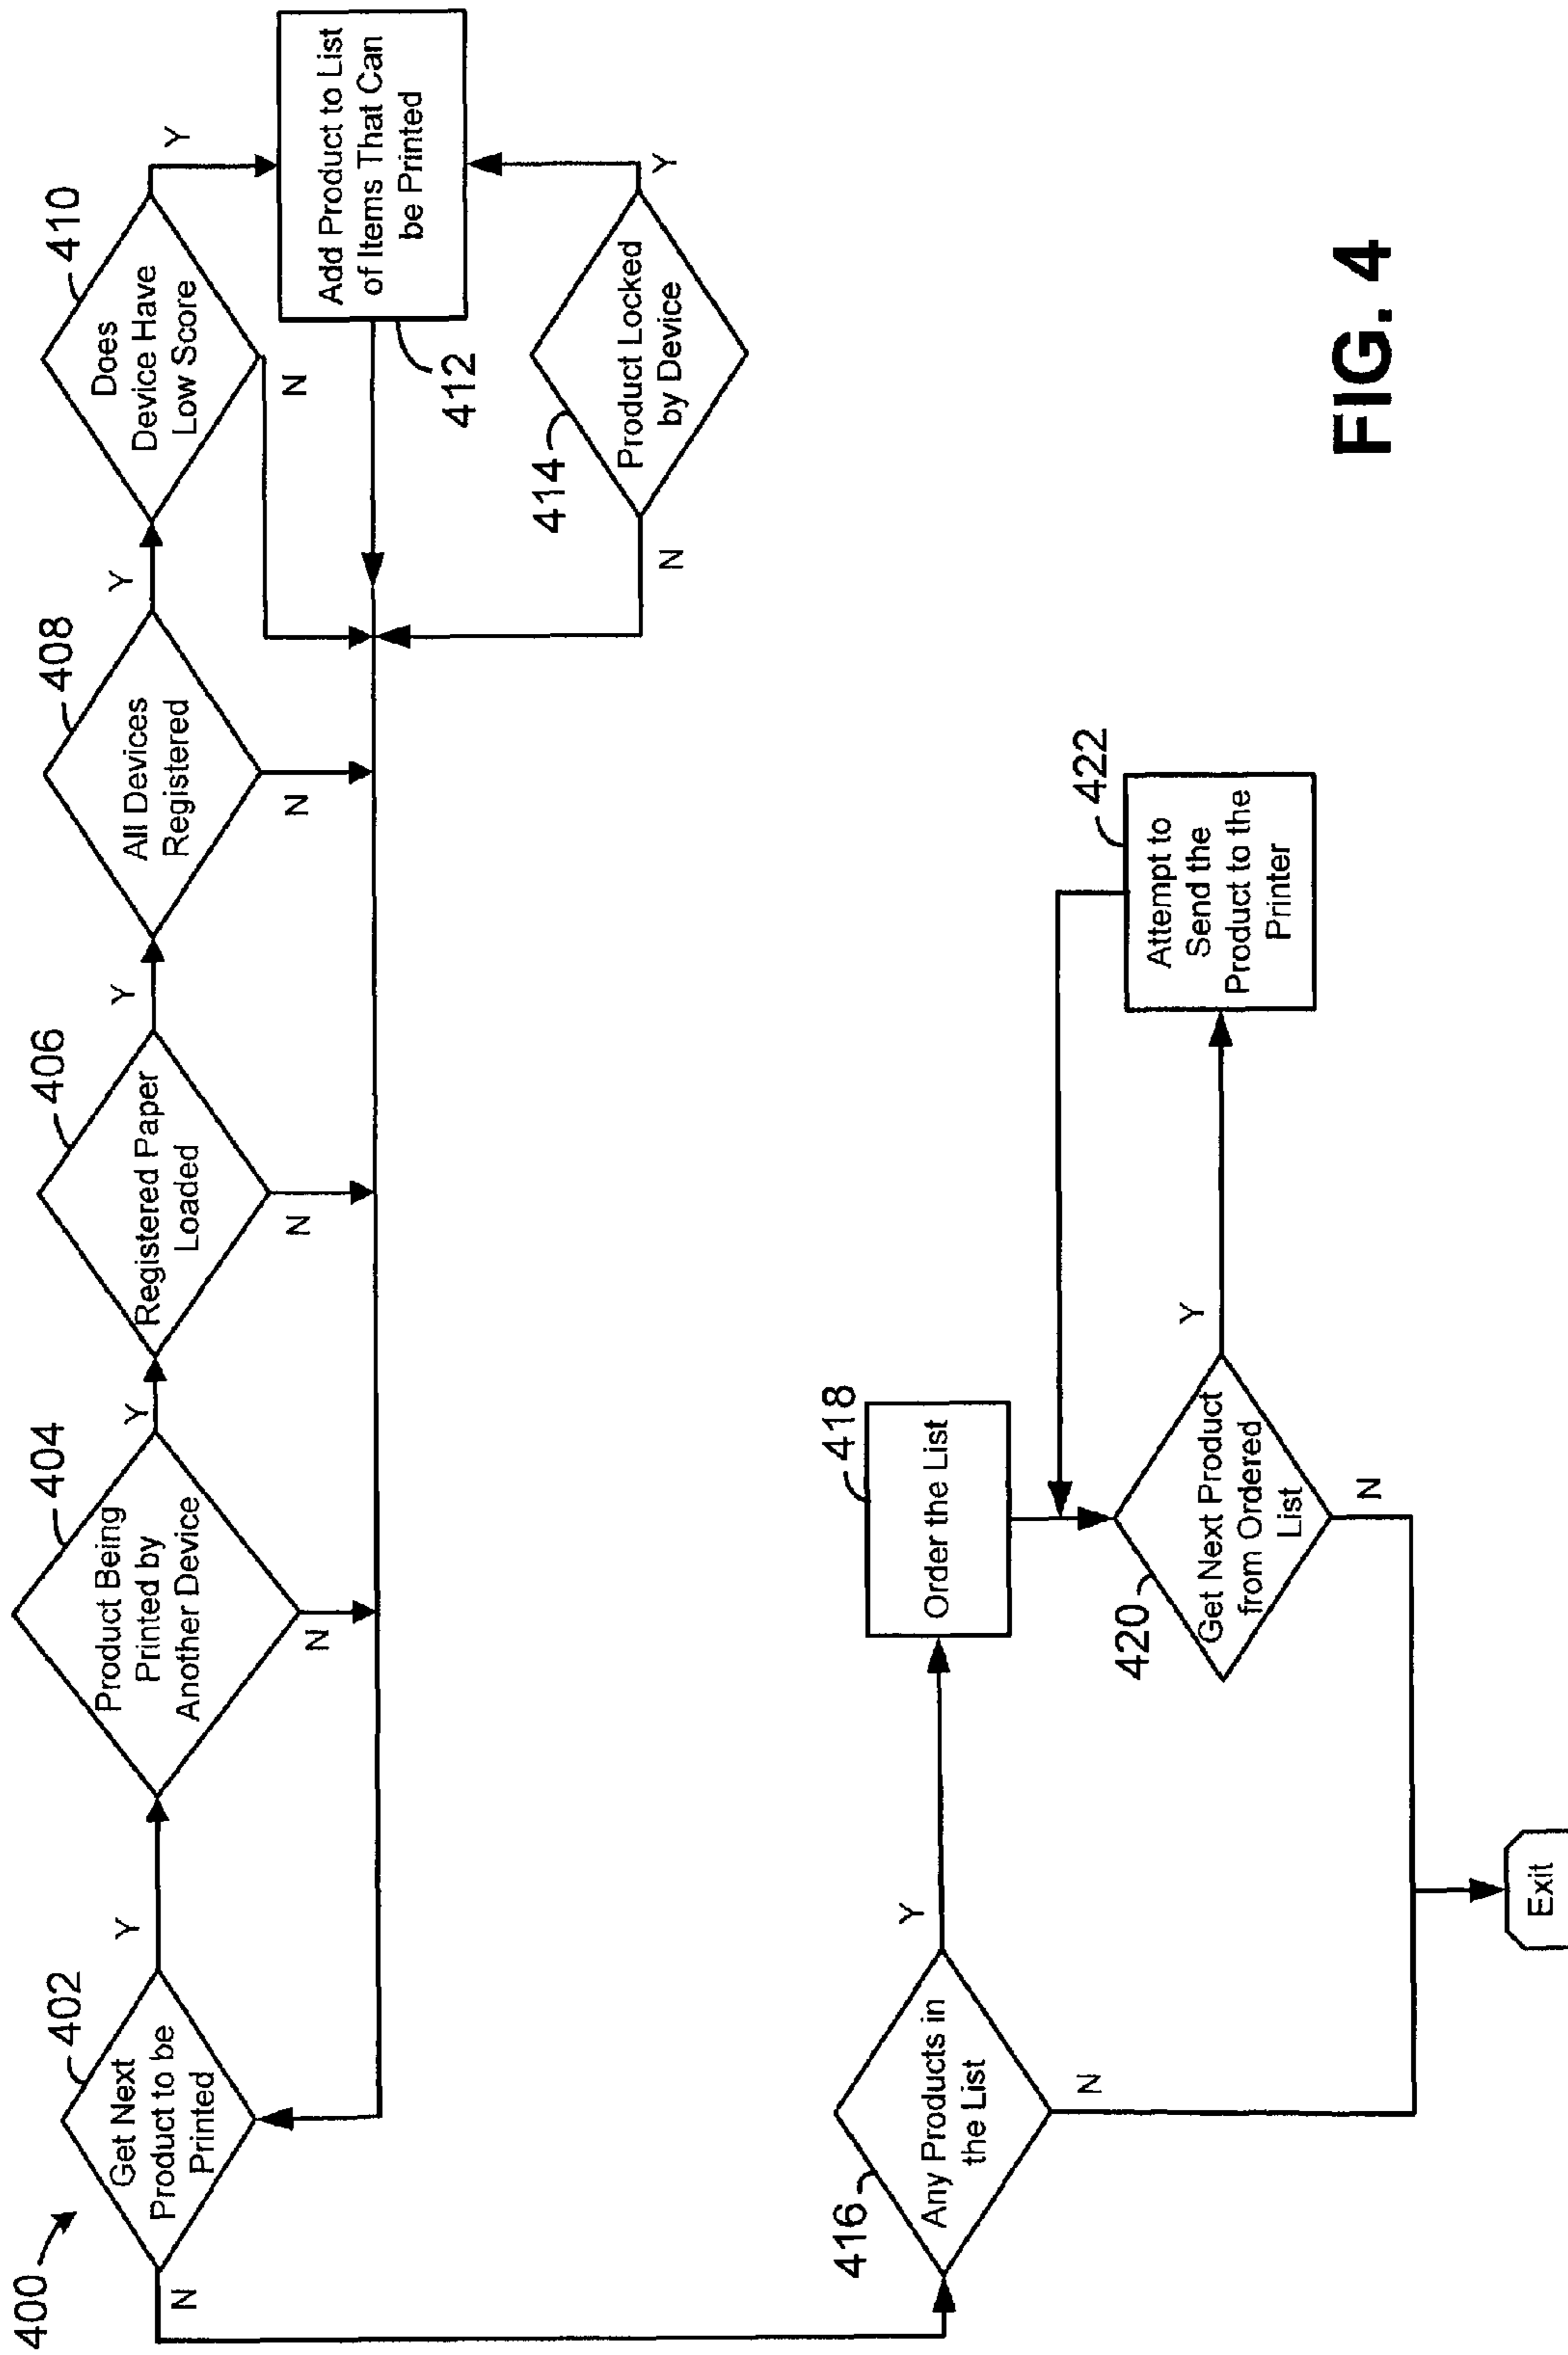 400
402
Get Next
Product to be
Printed
Y
N
404
Product Being
Printed by
Another Device
Y
N
406
Registered Paper
Loaded
Y
N
408
All Devices
Registered
Y
N
410
Does
Device Have
Low Score
Y
N
Add Product to List
of Items That Can
be Printed
412
414
Product Locked
by Device
Y
N
416
Any Products in
the List
Y
N
418
Order the List
420
Get Next Product
from Ordered
List
Y
N
422
Attempt to
Send the
Product to the
Printer
Exit
FIG. 4